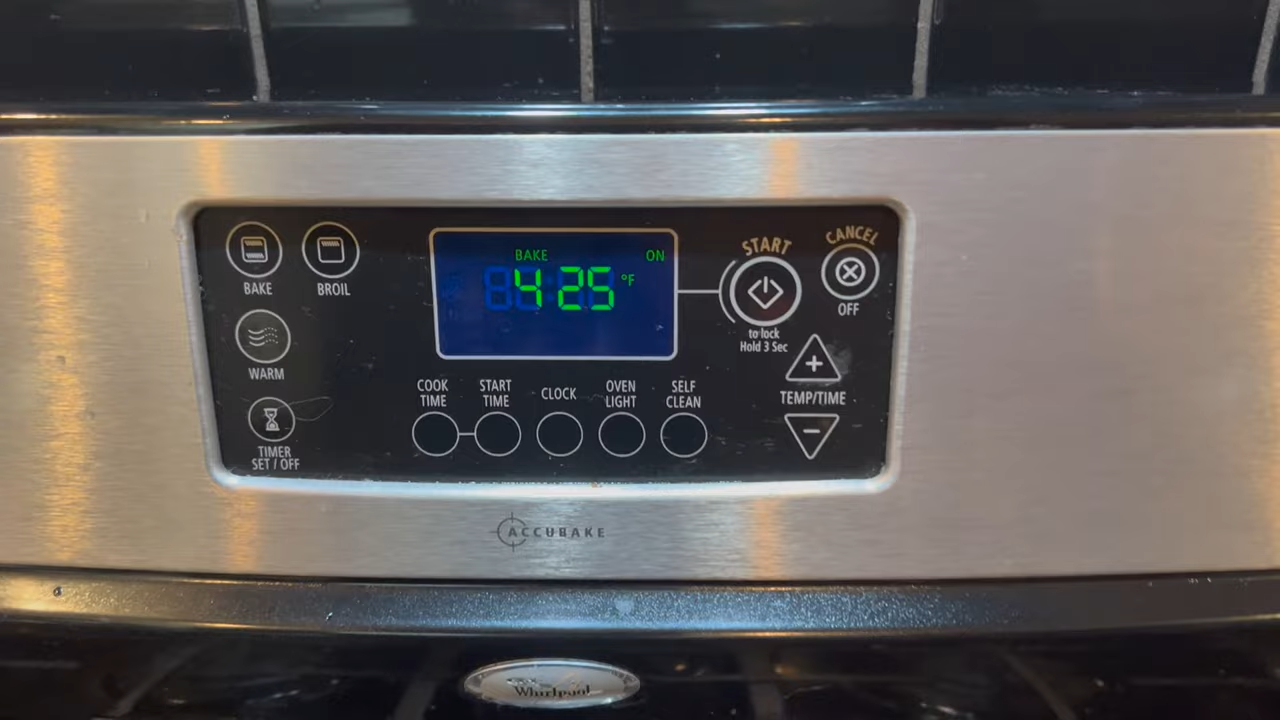 BAKE
BROIL
WARM
TIMER
SET / OFF
BAKE ON
425 °F
COOK
TIME
START
TIME
CLOCK
OVEN
LIGHT
SELF
CLEAN
START
to lock
Hold 3 Sec
CANCEL
OFF
TEMP/TIME
ACCUBAKE
Whirlpool